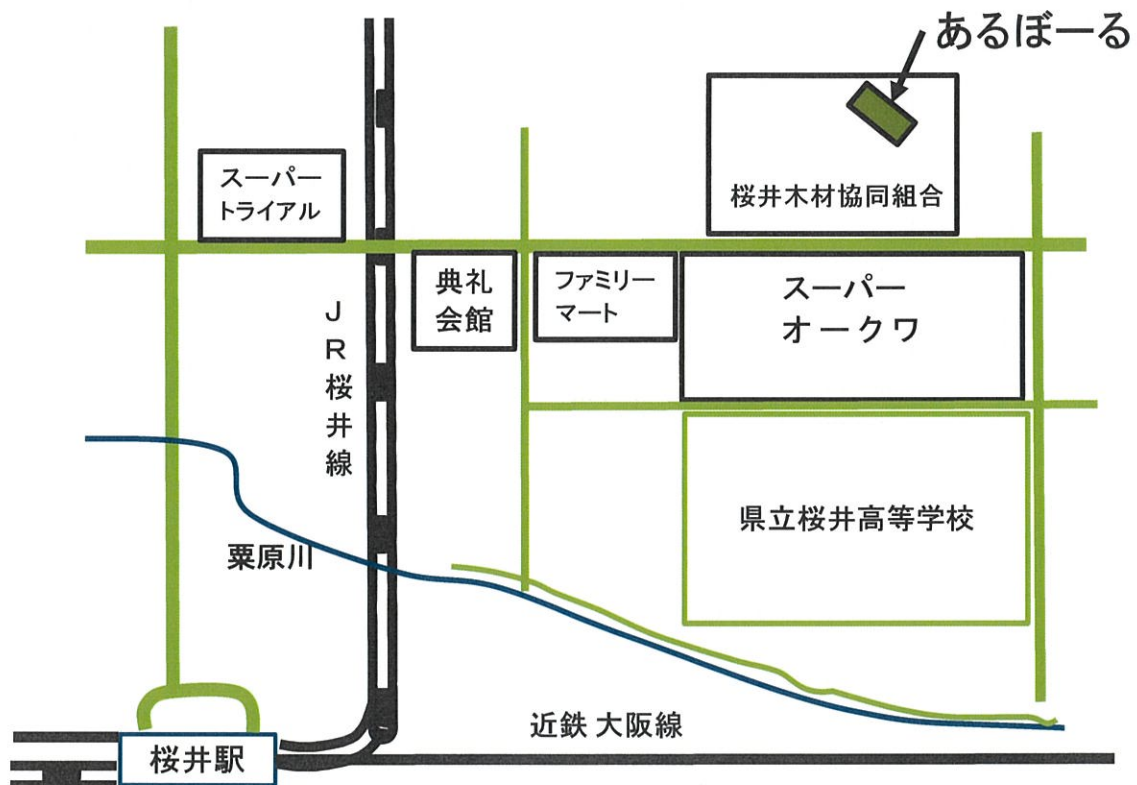 あるぼーる
スーパー
トライアル
桜井木材協同組合
典礼
会館
ファミリー
マート
スーパー
オークワ
JR桜井線
県立桜井高等学校
粟原川
近鉄 大阪線
桜井駅